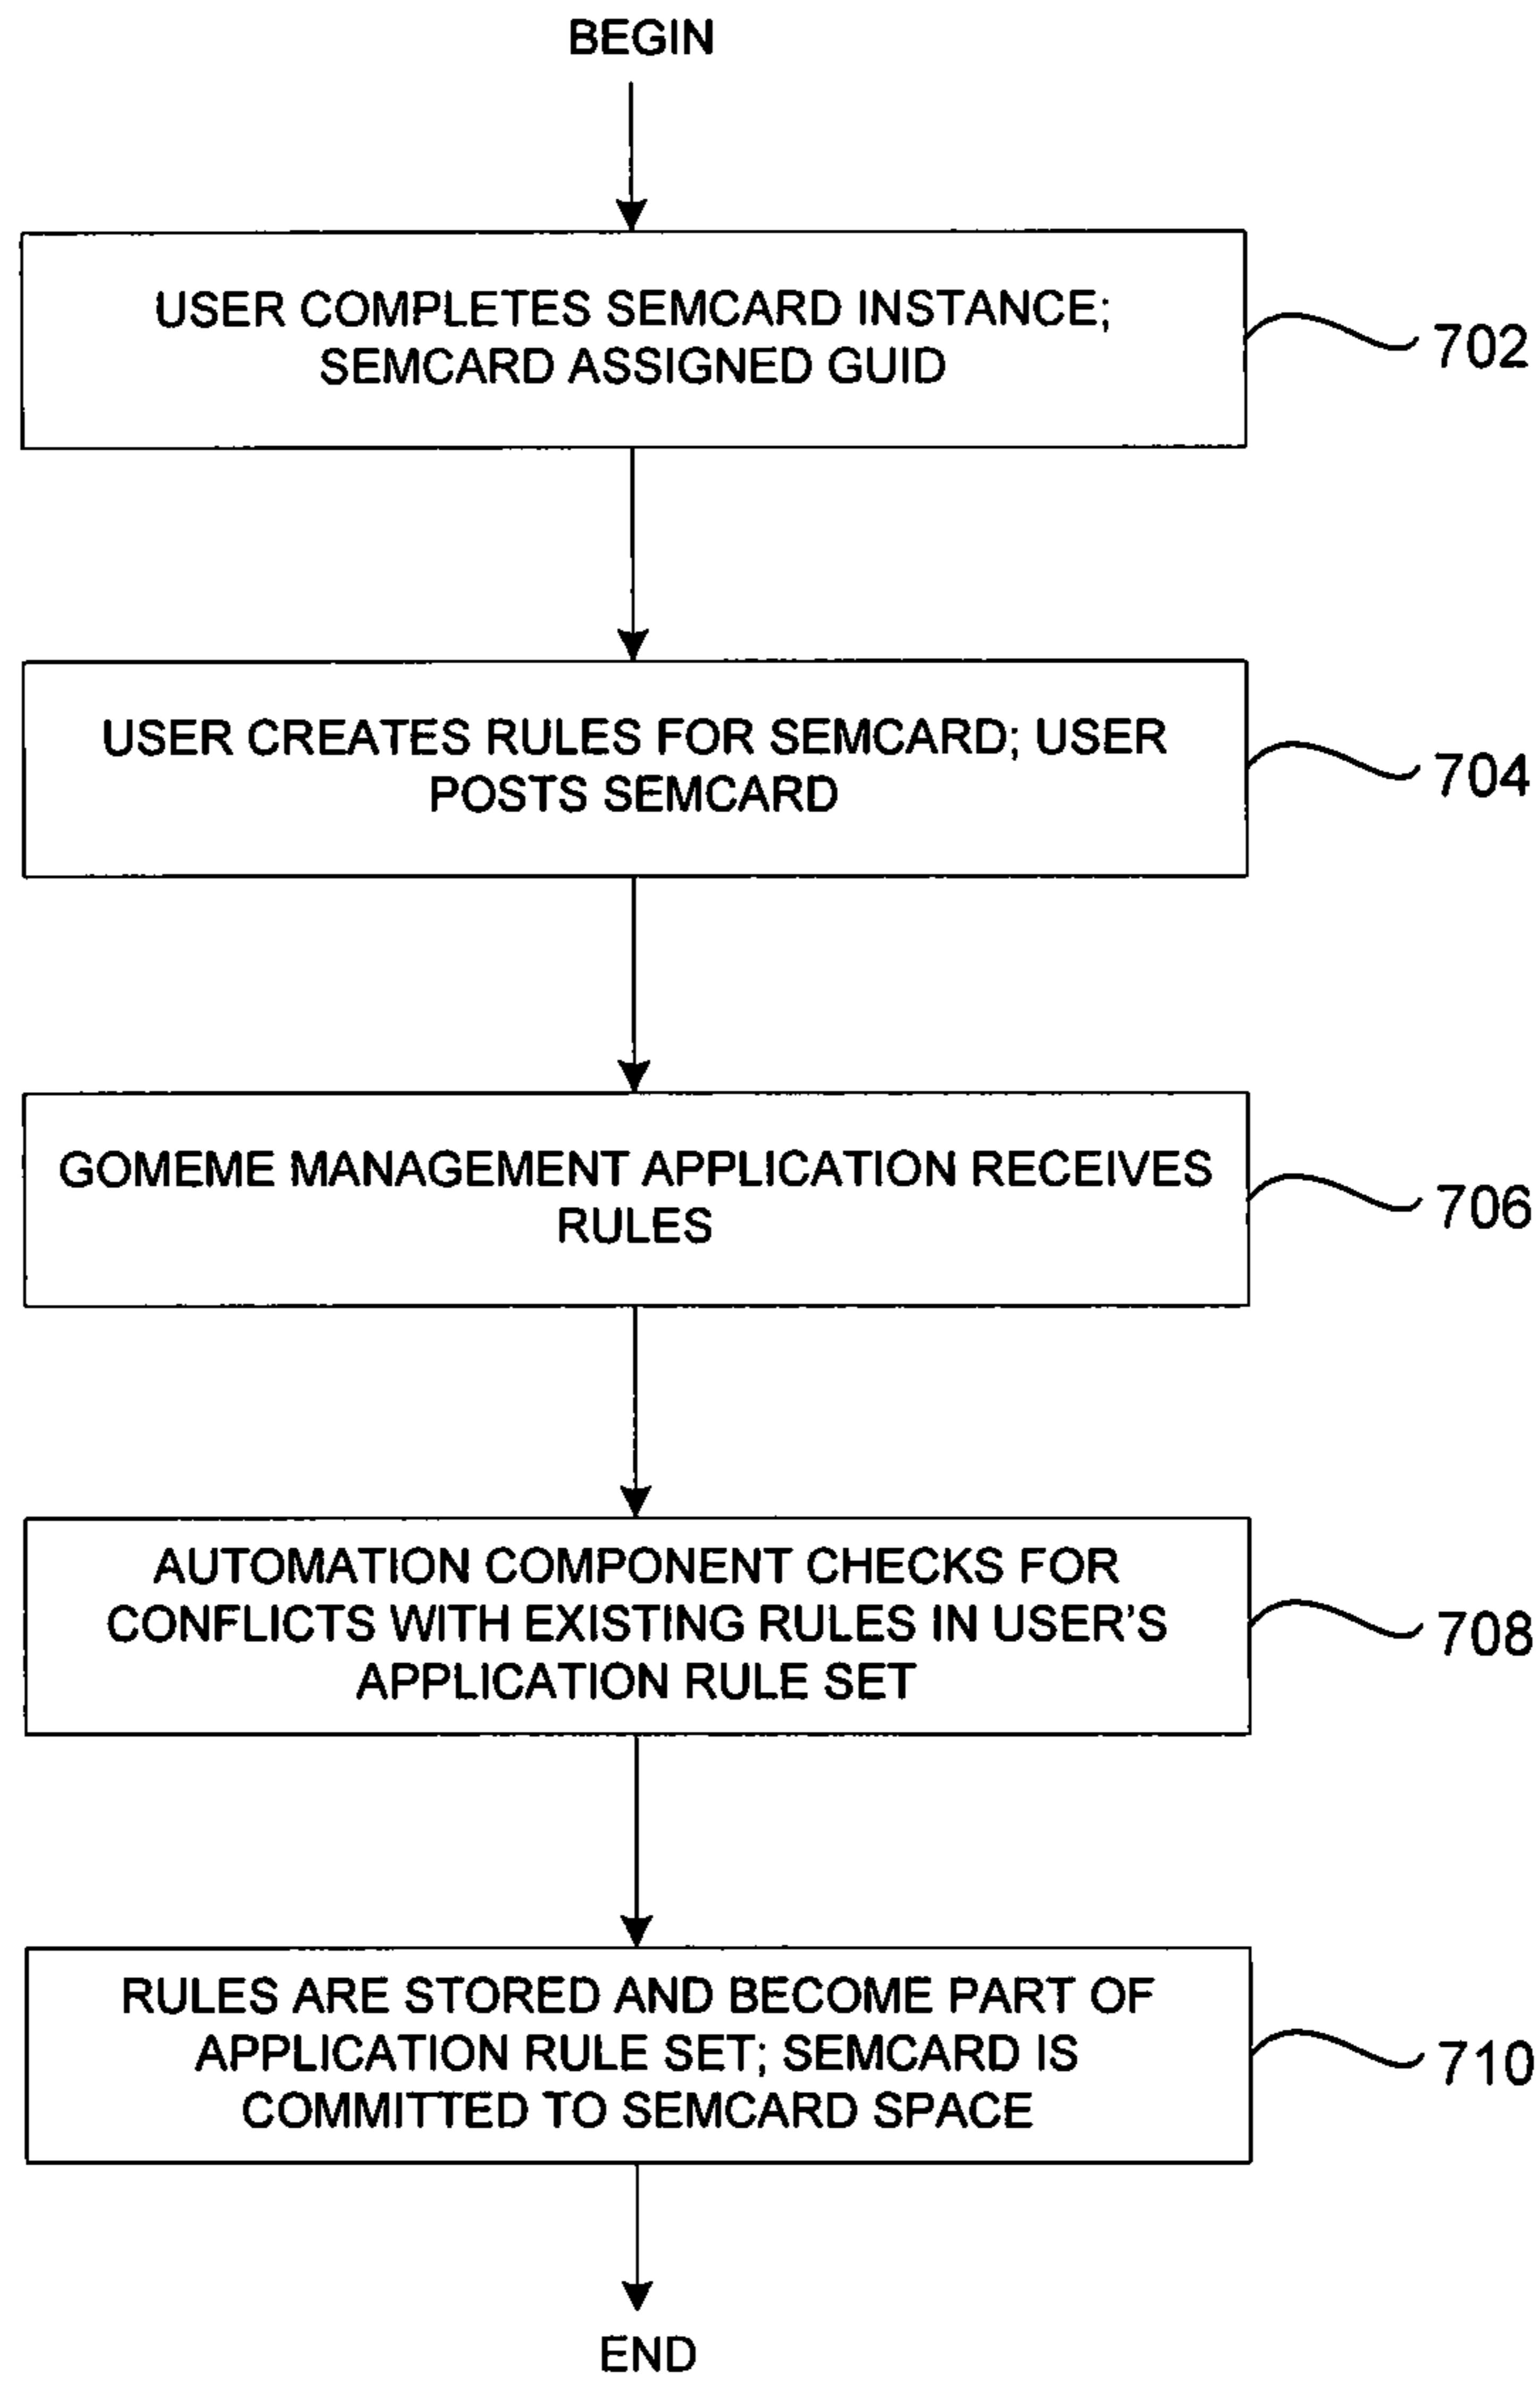 BEGIN
USER COMPLETES SEMCARD INSTANCE;
SEMCARD ASSIGNED GUID
702
USER CREATES RULES FOR SEMCARD; USER
POSTS SEMCARD
704
GOMEME MANAGEMENT APPLICATION RECEIVES
RULES
706
AUTOMATION COMPONENT CHECKS FOR
CONFLICTS WITH EXISTING RULES IN USER'S
APPLICATION RULE SET
708
RULES ARE STORED AND BECOME PART OF
APPLICATION RULE SET; SEMCARD IS
COMMITTED TO SEMCARD SPACE
710
END